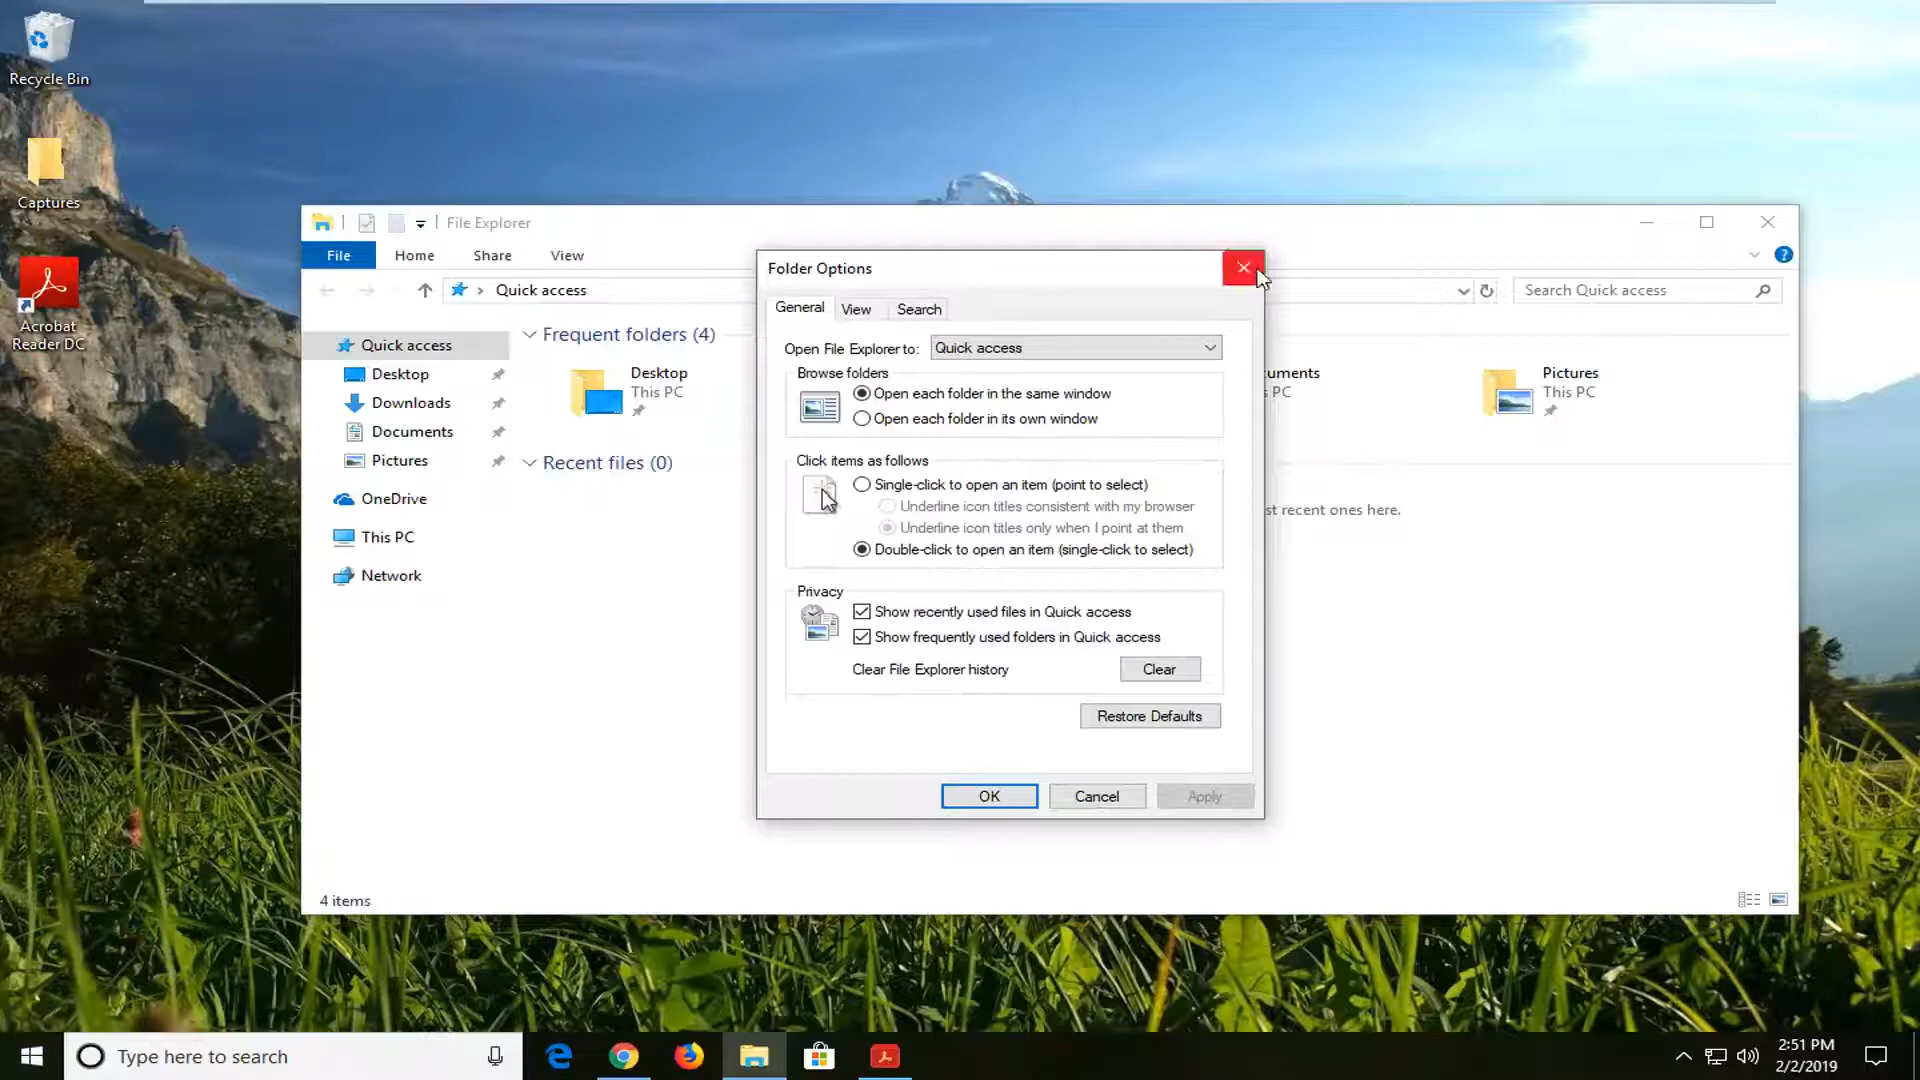 Recycle Bin
Captures
Acrobat
Reader DC
File Explorer
File
Home
Share
View
Quick access
Search Quick access
Quick access
Desktop
Downloads
Documents
Pictures
OneDrive
This PC
Network
Frequent folders (4)
Desktop
This PC
cuments
PC
Pictures
This PC
Recent files (0)
st recent ones here.
4 items
Folder Options
General
View
Search
Open File Explorer to:
Quick access
Browse folders
Open each folder in the same window
Open each folder in its own window
Click items as follows
Single-click to open an item (point to select)
Underline icon titles consistent with my browser
Underline icon titles only when I point at them
Double-click to open an item (single-click to select)
Privacy
Show recently used files in Quick access
Show frequently used folders in Quick access
Clear File Explorer history
Clear
Restore Defaults
OK
Cancel
Apply
Type here to search
2:51 PM
2/2/2019